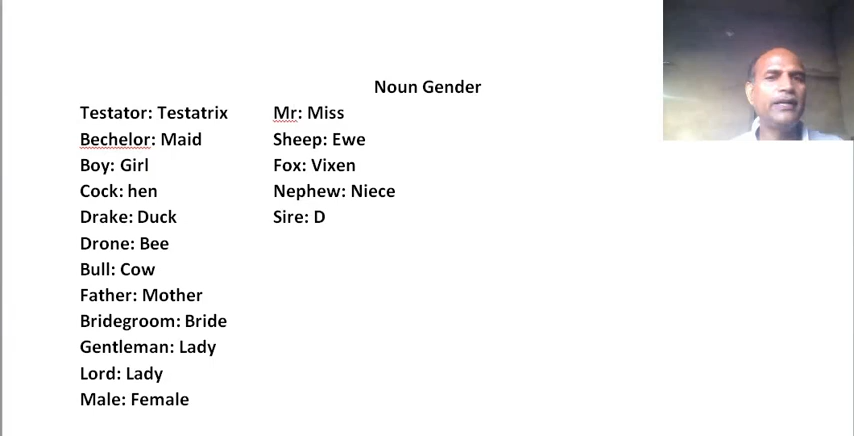 Noun Gender
Testator: Testatrix
Bechelor: Maid
Boy: Girl
Cock: hen
Drake: Duck
Drone: Bee
Bull: Cow
Father: Mother
Bridegroom: Bride
Gentleman: Lady
Lord: Lady
Male: Female
Mr: Miss
Sheep: Ewe
Fox: Vixen
Nephew: Niece
Sire: D